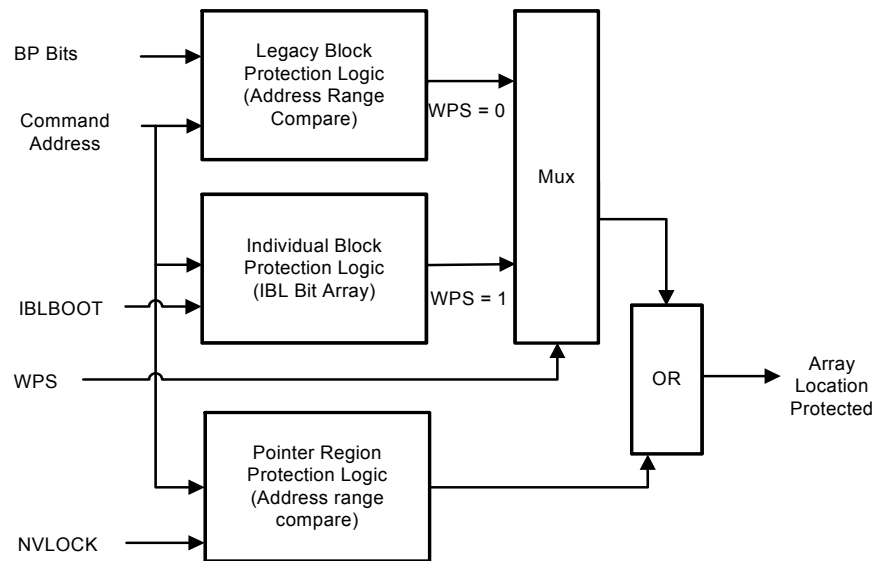 BP Bits
Command
Address
Legacy Block
Protection Logic
(Address Range
Compare)
WPS = 0
Mux
Individual Block
Protection Logic
(IBL Bit Array)
WPS = 1
IBLBOOT
WPS
OR
Array
Location
Protected
Pointer Region
Protection Logic
(Address range
compare)
NVLOCK